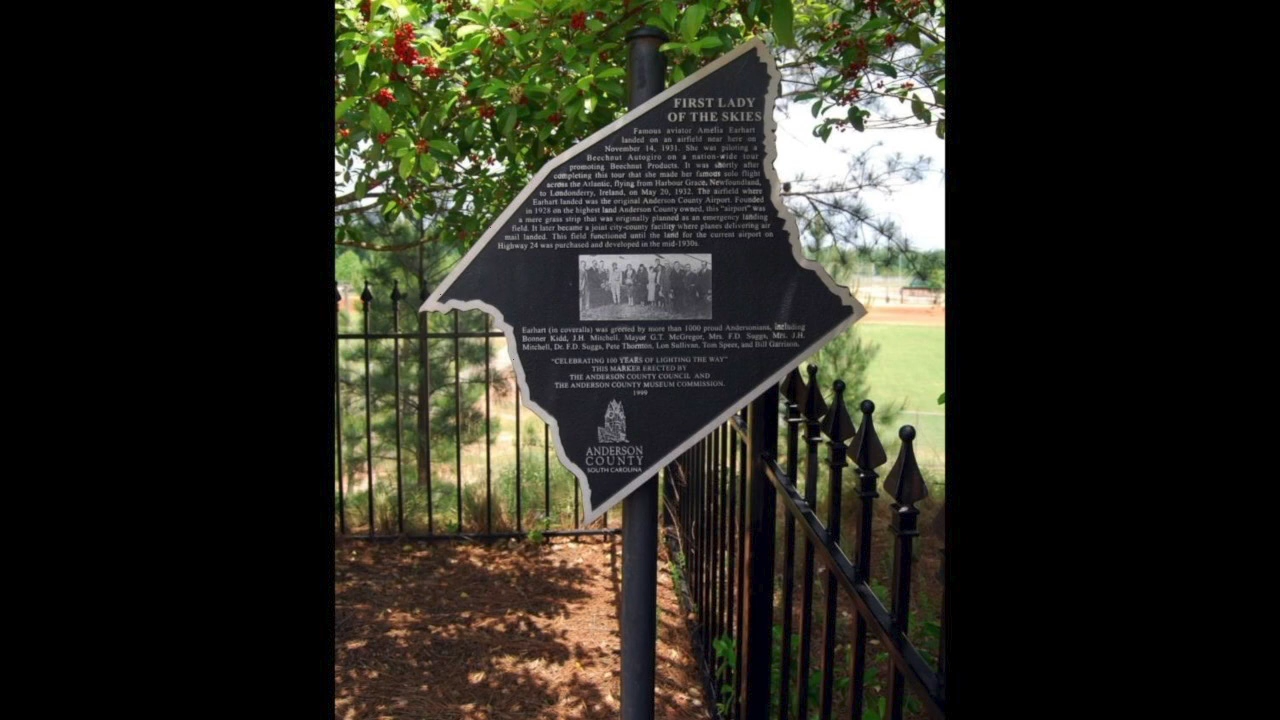 FIRST LADY
OF THE SKIES
Famous aviator Amelia Earhart
landed on an airfield near here on
November 14, 1931. She was piloting a
Beechnut Autogiro on a nation-wide tour
promoting Beechnut Products. It was shortly after
completing this tour that she made her famous solo flight
across the Atlantic, flying from Harbour Grace, Newfoundland,
to Londonderry, Ireland, on May 20, 1932. The airfield where
Earhart landed was the original Anderson County Airport. Founded
in 1928 on the highest land Anderson County owned, this "airport" was
a mere grass strip that was originally planned as an emergency landing
field. It later became a joint city-county facility where planes delivering air
mail landed. This field functioned until the land for the current airport on
Highway 24 was purchased and developed in the mid-1930s.
Earhart (in coveralls) was greeted by more than 1000 proud Andersonians, including
Bonner Kidd, J.H. Mitchell, Mayor G.T. McGregor, Mrs. F.D. Suggs, Mrs. J.H.
Mitchell, Dr. F.D. Suggs, Pete Thornton, Lon Sullivan, Tom Speer, and Bill Garrison.
"CELEBRATING 100 YEARS OF LIGHTING THE WAY"
THIS MARKER ERECTED BY
THE ANDERSON COUNTY COUNCIL AND
THE ANDERSON COUNTY MUSEUM COMMISSION.
1999
ANDERSON
COUNTY
SOUTH CAROLINA